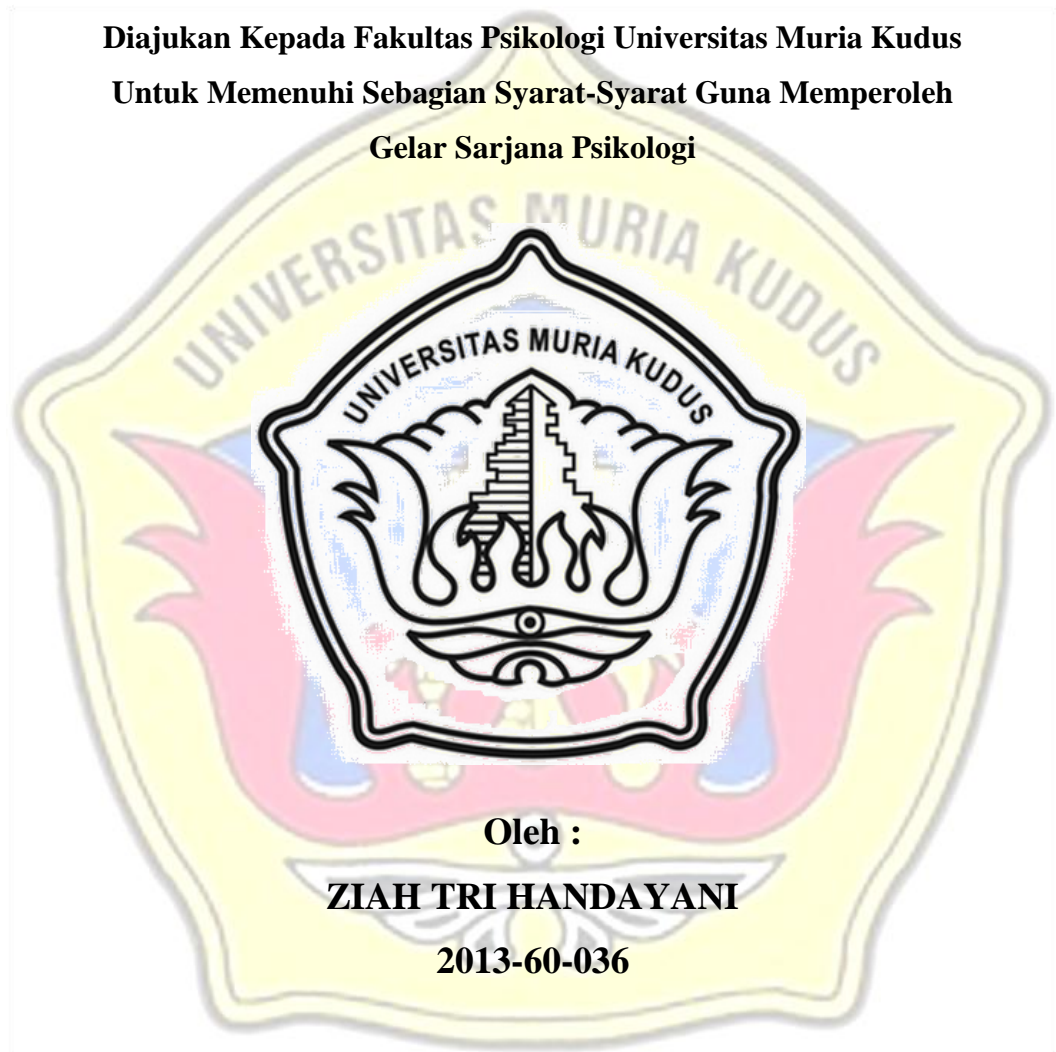 Diajukan Kepada Fakultas Psikologi Universitas Muria Kudus
Untuk Memenuhi Sebagian Syarat-Syarat Guna Memperoleh
Gelar Sarjana Psikologi
UNIVERSITAS MURIA KUDUS
UNIVERSITAS MURIA KUDUS
Oleh :
ZIAH TRI HANDAYANI
2013-60-036